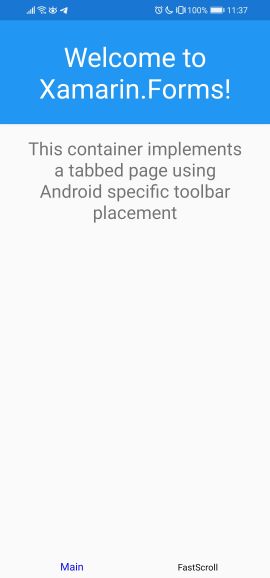 100% 11:37
Welcome to
Xamarin.Forms!
This container implements
a tabbed page using
Android specific toolbar
placement
Main FastScroll